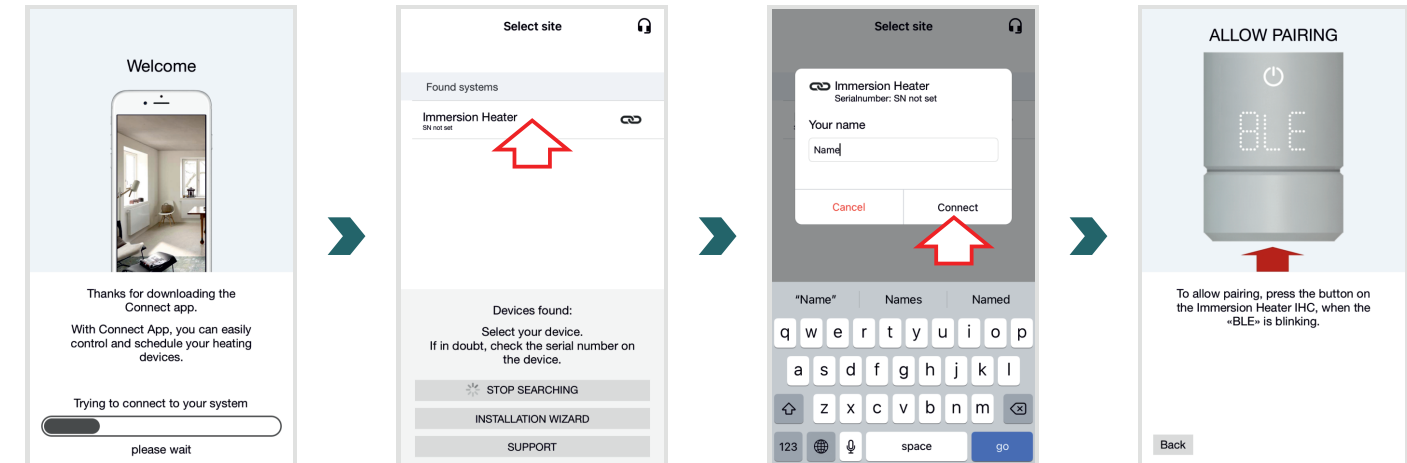 Welcome
Thanks for downloading the
Connect app.
With Connect App, you can easily
control and schedule your heating
devices.
Trying to connect to your system
please wait
Select site
Found systems
Immersion Heater
SN not set
Devices found:
Select your device.
If in doubt, check the serial number on
the device.
STOP SEARCHING
INSTALLATION WIZARD
SUPPORT
Select site
Immersion Heater
Serialnumber: SN not set
Your name
Name
Cancel
Connect
"Name"
Names
Named
q w e r t y u i o p
a s d f g h j k l
z x c v b n m
123
space
go
ALLOW PAIRING
BLE
To allow pairing, press the button on
the Immersion Heater IHC, when the
«BLE» is blinking.
Back